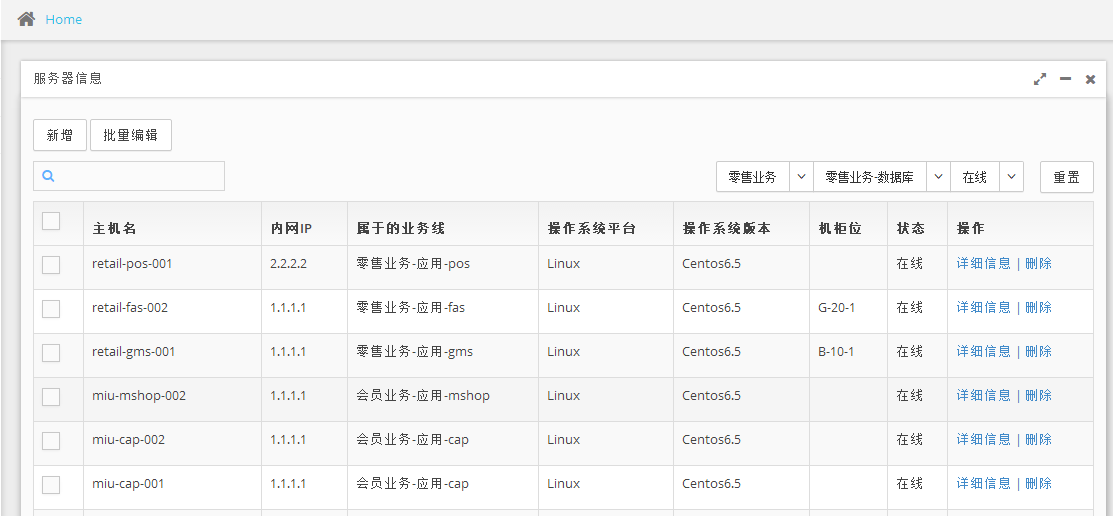 Home
服务器信息
新增 批量编辑
零售业务 零售业务-数据库 在线 重置
主机名 内网IP 属于的业务线 操作系统平台 操作系统版本 机柜位 状态 操作
retail-pos-001 2.2.2.2 零售业务-应用-pos Linux Centos6.5 在线 详细信息 | 删除
retail-fas-002 1.1.1.1 零售业务-应用-fas Linux Centos6.5 G-20-1 在线 详细信息 | 删除
retail-gms-001 1.1.1.1 零售业务-应用-gms Linux Centos6.5 B-10-1 在线 详细信息 | 删除
miu-mshop-002 1.1.1.1 会员业务-应用-mshop Linux Centos6.5 在线 详细信息 | 删除
miu-cap-002 1.1.1.1 会员业务-应用-cap Linux Centos6.5 在线 详细信息 | 删除
miu-cap-001 1.1.1.1 会员业务-应用-cap Linux Centos6.5 在线 详细信息 | 删除